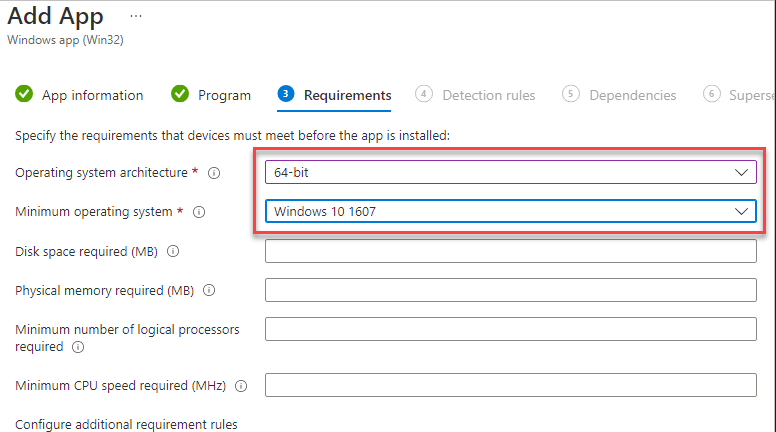 Add App ...
Windows app (Win32)
App information Program 3 Requirements 4 Detection rules 5 Dependencies 6 Superse
Specify the requirements that devices must meet before the app is installed:
Operating system architecture * 64-bit
Minimum operating system * Windows 10 1607
Disk space required (MB)
Physical memory required (MB)
Minimum number of logical processors
required
Minimum CPU speed required (MHz)
Configure additional requirement rules